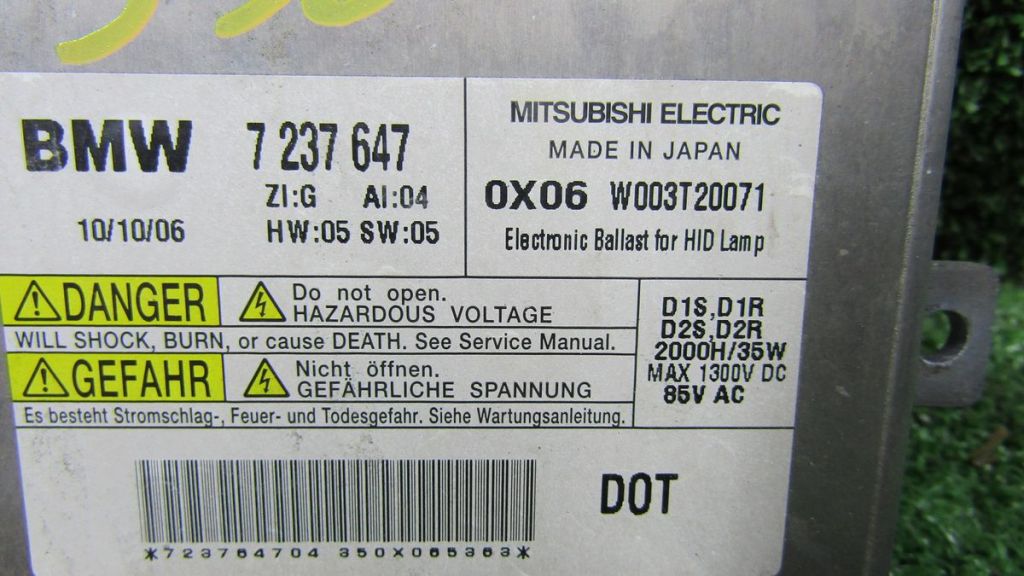 BMW 7 237 647
ZI:G AI:04
10/10/06 HW:05 SW:05
MITSUBISHI ELECTRIC
MADE IN JAPAN
0X06 W003T20071
Electronic Ballast for HID Lamp
DANGER
Do not open.
HAZARDOUS VOLTAGE
WILL SHOCK, BURN, or cause DEATH. See Service Manual.
GEFAHR
Nicht öffnen.
GEFÄHRLICHE SPANNUNG
Es besteht Stromschlag-, Feuer- und Todesgefahr. Siehe Wartungsanleitung.
D1S,D1R
D2S,D2R
2000H/35W
MAX 1300V DC
85V AC
DOT
*723764704 350X065363*